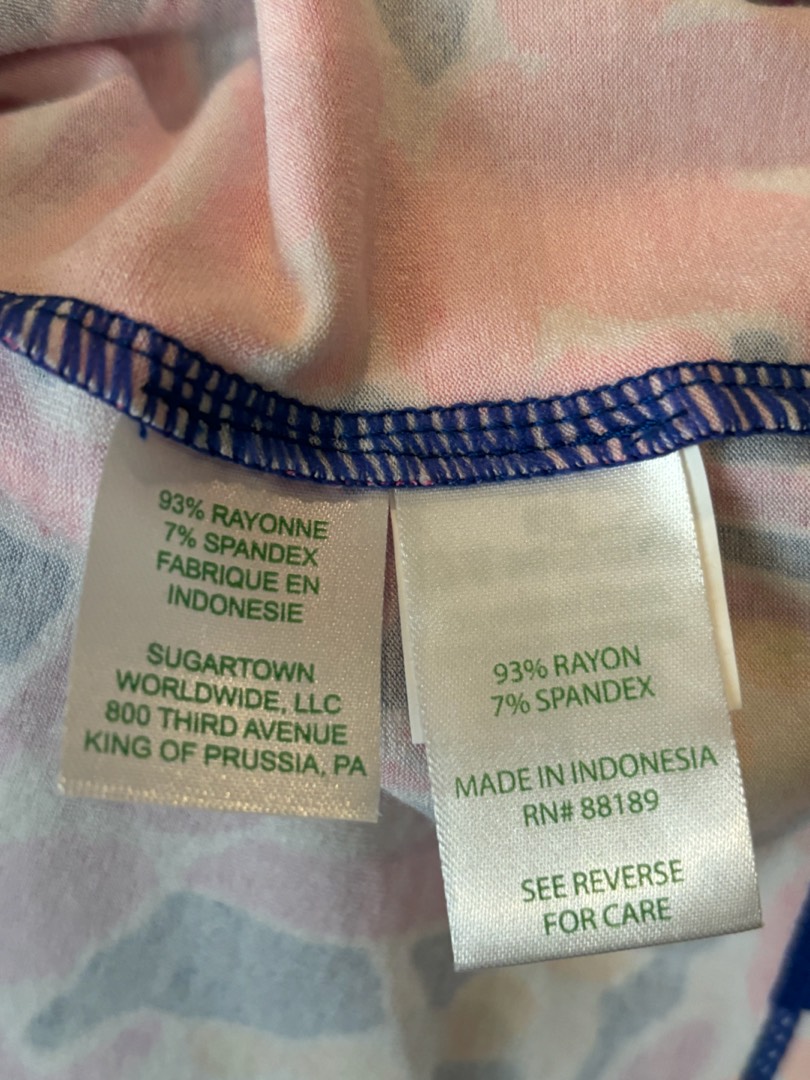 93% RAYONNE
7% SPANDEX
FABRIQUE EN
INDONESIE
SUGARTOWN
WORLDWIDE, LLC
800 THIRD AVENUE
KING OF PRUSSIA, PA
93% RAYON
7% SPANDEX
MADE IN INDONESIA
RN# 88189
SEE REVERSE
FOR CARE